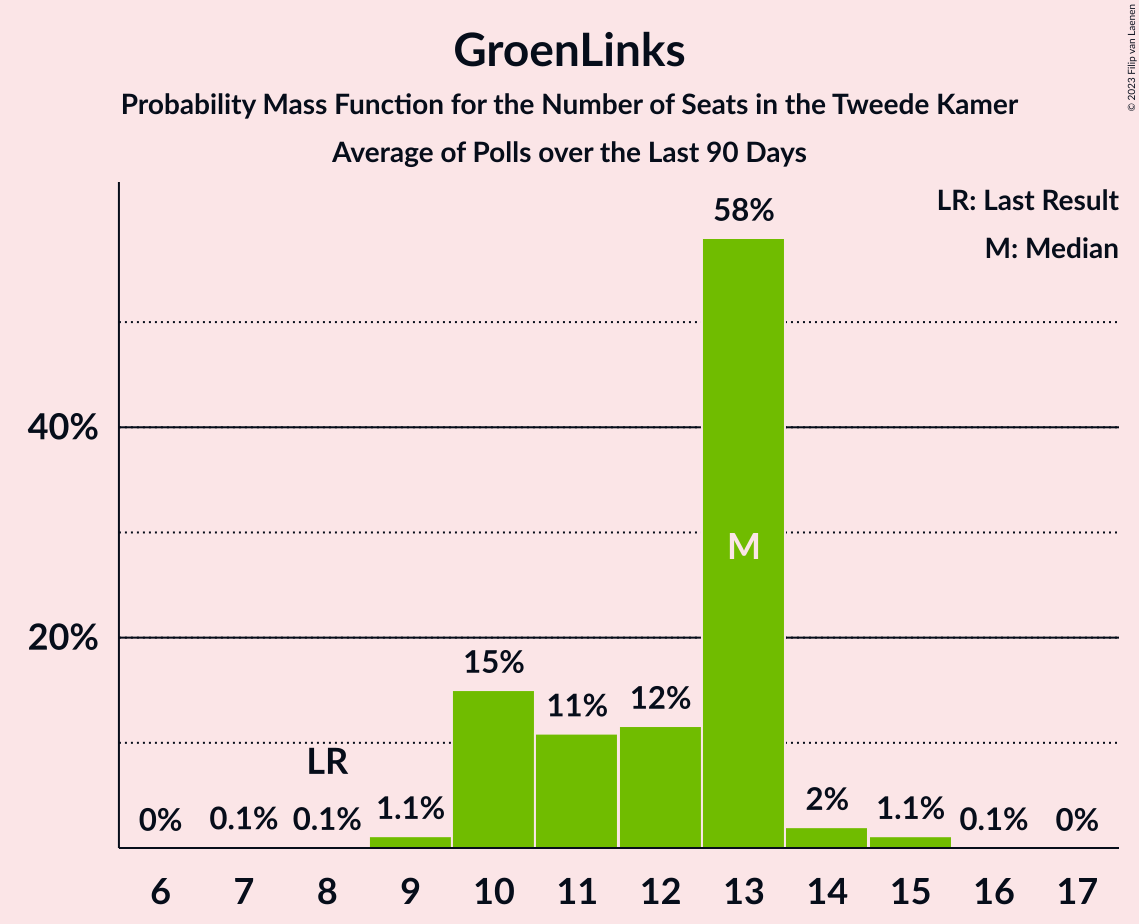 GroenLinks
Probability Mass Function for the Number of Seats in the Tweede Kamer
Average of Polls over the Last 90 Days
© 2023 Filip van Laenen
LR: Last Result
M: Median
58%
40%
M
20%
15%
11%
12%
LR
0%
0.1%
0.1%
1.1%
2%
1.1%
0.1%
0%
6 7 8 9 10 11 12 13 14 15 16 17